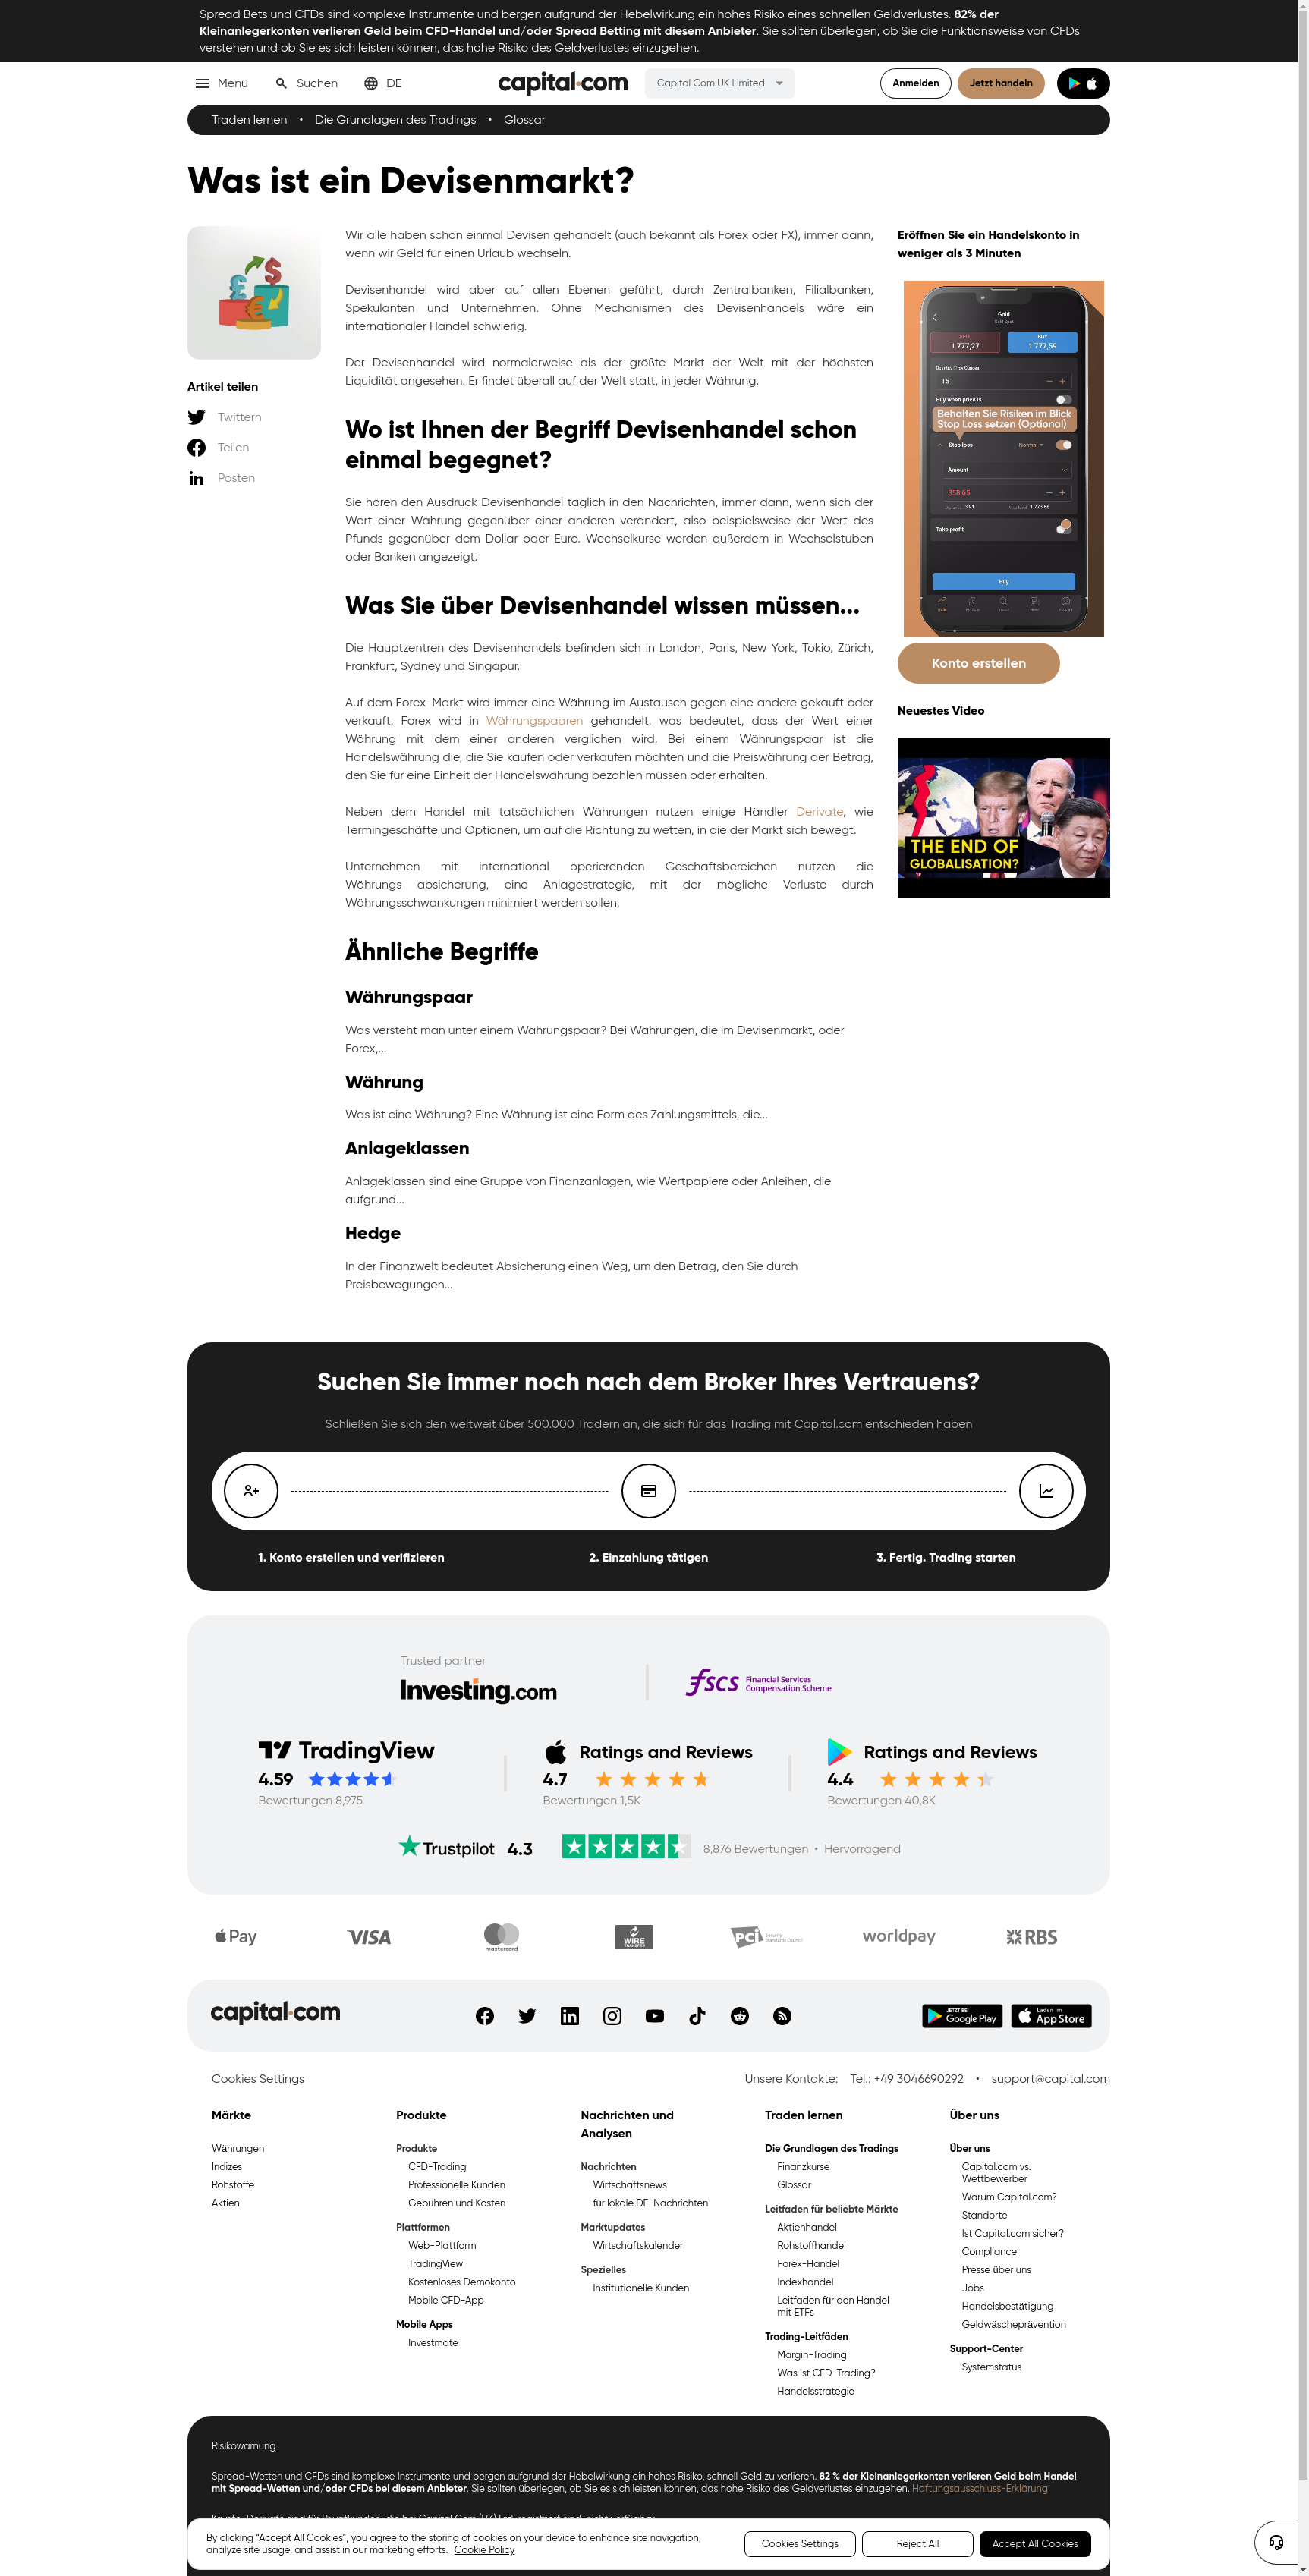 Spread Bets und CFDs sind komplexe Instrumente und bergen aufgrund der Hebelwirkung ein hohes Risiko eines schnellen Geldverlustes. 82% der
Kleinanlegerkonten verlieren Geld beim CFD-Handel und/oder Spread Betting mit diesem Anbieter. Sie sollten überlegen, ob Sie die Funktionsweise von CFDs
verstehen und ob Sie es sich leisten können, das hohe Risiko des Geldverlustes einzugehen.
Menü Suchen DE capital.com Capital Com UK Limited Anmelden Jetzt handeln
Traden lernen • Die Grundlagen des Tradings • Glossar
Was ist ein Devisenmarkt?
Artikel teilen
Twittern
Teilen
Posten
Wir alle haben schon einmal Devisen gehandelt (auch bekannt als Forex oder FX), immer dann,
wenn wir Geld für einen Urlaub wechseln.
Devisenhandel wird aber auf allen Ebenen geführt, durch Zentralbanken, Filialbanken,
Spekulanten und Unternehmen. Ohne Mechanismen des Devisenhandels wäre ein
internationaler Handel schwierig.
Der Devisenhandel wird normalerweise als der größte Markt der Welt mit der höchsten
Liquidität angesehen. Er findet überall auf der Welt statt, in jeder Währung.
Wo ist Ihnen der Begriff Devisenhandel schon
einmal begegnet?
Sie hören den Ausdruck Devisenhandel täglich in den Nachrichten, immer dann, wenn sich der
Wert einer Währung gegenüber einer anderen verändert, also beispielsweise der Wert des
Pfunds gegenüber dem Dollar oder Euro. Wechselkurse werden außerdem in Wechselstuben
oder Banken angezeigt.
Was Sie über Devisenhandel wissen müssen...
Die Hauptzentren des Devisenhandels befinden sich in London, Paris, New York, Tokio, Zürich,
Frankfurt, Sydney und Singapur.
Auf dem Forex-Markt wird immer eine Währung im Austausch gegen eine andere gekauft oder
verkauft. Forex wird in Währungspaaren gehandelt, was bedeutet, dass der Wert einer
Währung mit dem einer anderen verglichen wird. Bei einem Währungspaar ist die
Handelswährung die, die Sie kaufen oder verkaufen möchten und die Preiswährung der Betrag,
den Sie für eine Einheit der Handelswährung bezahlen müssen oder erhalten.
Neben dem Handel mit tatsächlichen Währungen nutzen einige Händler Derivate, wie
Termingeschäfte und Optionen, um auf die Richtung zu wetten, in die der Markt sich bewegt.
Unternehmen mit international operierenden Geschäftsbereichen nutzen die
Währungs absicherung, eine Anlagestrategie, mit der mögliche Verluste durch
Währungsschwankungen minimiert werden sollen.
Ähnliche Begriffe
Währungspaar
Was versteht man unter einem Währungspaar? Bei Währungen, die im Devisenmarkt, oder
Forex,...
Währung
Was ist eine Währung? Eine Währung ist eine Form des Zahlungsmittels, die...
Anlageklassen
Anlageklassen sind eine Gruppe von Finanzanlagen, wie Wertpapiere oder Anleihen, die
aufgrund...
Hedge
In der Finanzwelt bedeutet Absicherung einen Weg, um den Betrag, den Sie durch
Preisbewegungen...
Eröffnen Sie ein Handelskonto in
weniger als 3 Minuten
Gold
SELL BUY
1 777,27 1 777,59
15
Buy when price is
Behalten Sie Risiken im Blick
Stop Loss setzen (Optional)
Stop loss Normal
Amount
$58,65
Take profit
Buy
Konto erstellen
Neuestes Video
THE END OF
GLOBALISATION?
Suchen Sie immer noch nach dem Broker Ihres Vertrauens?
Schließen Sie sich den weltweit über 500.000 Tradern an, die sich für das Trading mit Capital.com entschieden haben
1. Konto erstellen und verifizieren 2. Einzahlung tätigen 3. Fertig. Trading starten
Trusted partner
Investing.com
fscs Financial Services
Compensation Scheme
TradingView
4.59
Bewertungen 8,975
Ratings and Reviews
4.7
Bewertungen 1,5K
Ratings and Reviews
4.4
Bewertungen 40,8K
Trustpilot 4.3 8,876 Bewertungen • Hervorragend
Pay VISA mastercard WIRE TRANSFER PCI Security Standards Council worldpay RBS
capital.com JETZT BEI Google Play Laden im App Store
Cookies Settings
Unsere Kontakte: Tel.: +49 3046690292 • support@capital.com
Märkte
Währungen
Indizes
Rohstoffe
Aktien
Produkte
Produkte
CFD-Trading
Professionelle Kunden
Gebühren und Kosten
Plattformen
Web-Plattform
TradingView
Kostenloses Demokonto
Mobile CFD-App
Mobile Apps
Investmate
Nachrichten und
Analysen
Nachrichten
Wirtschaftsnews
für lokale DE-Nachrichten
Marktupdates
Wirtschaftskalender
Spezielles
Institutionelle Kunden
Traden lernen
Die Grundlagen des Tradings
Finanzkurse
Glossar
Leitfaden für beliebte Märkte
Aktienhandel
Rohstoffhandel
Forex-Handel
Indexhandel
Leitfaden für den Handel
mit ETFs
Trading-Leitfäden
Margin-Trading
Was ist CFD-Trading?
Handelsstrategie
Über uns
Über uns
Capital.com vs.
Wettbewerber
Warum Capital.com?
Standorte
Ist Capital.com sicher?
Compliance
Presse über uns
Jobs
Handelsbestätigung
Geldwäscheprävention
Support-Center
Systemstatus
Risikowarnung
Spread-Wetten und CFDs sind komplexe Instrumente und bergen aufgrund der Hebelwirkung ein hohes Risiko, schnell Geld zu verlieren. 82 % der Kleinanlegerkonten verlieren Geld beim Handel
mit Spread-Wetten und/oder CFDs bei diesem Anbieter. Sie sollten überlegen, ob Sie es sich leisten können, das hohe Risiko des Geldverlustes einzugehen. Haftungsausschluss-Erklärung
Krypto-Derivate sind für Privatkunden, die bei Capital Com (UK) Ltd. registriert sind, nicht verfügbar.
By clicking “Accept All Cookies”, you agree to the storing of cookies on your device to enhance site navigation,
analyze site usage, and assist in our marketing efforts. Cookie Policy
Cookies Settings Reject All Accept All Cookies